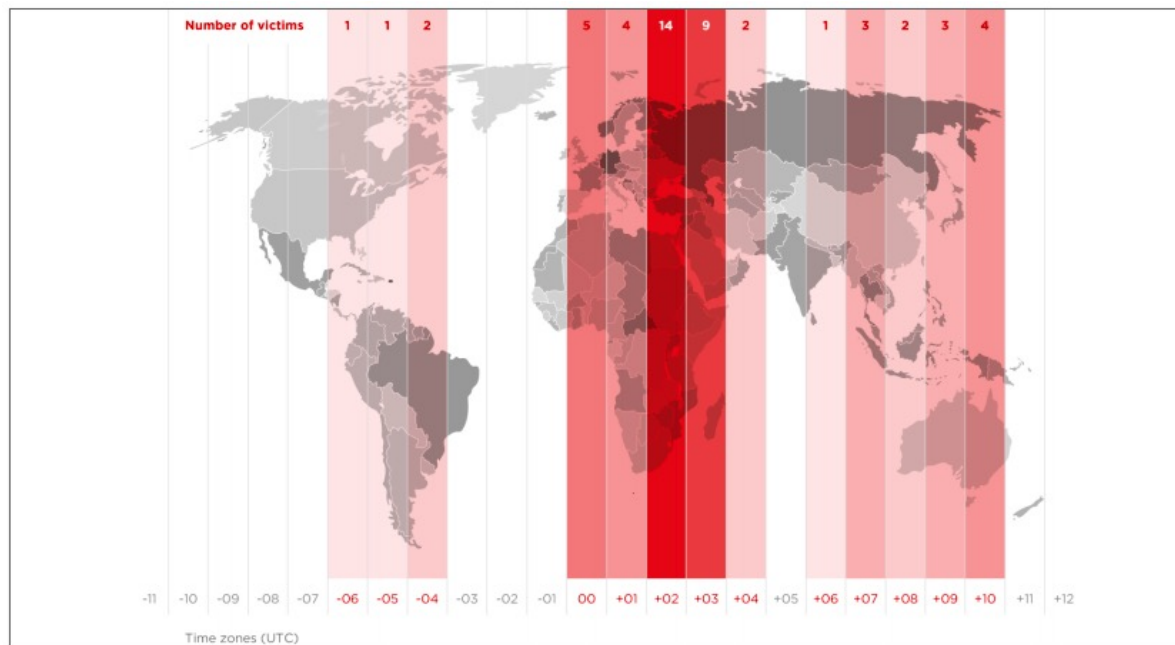 Number of victims 1 1 2 5 4 14 9 2 1 3 2 3 4
-11 -10 -09 -08 -07 -06 -05 -04 -03 -02 -01 00 +01 +02 +03 +04 +05 +06 +07 +08 +09 +10 +11 +12
Time zones (UTC)